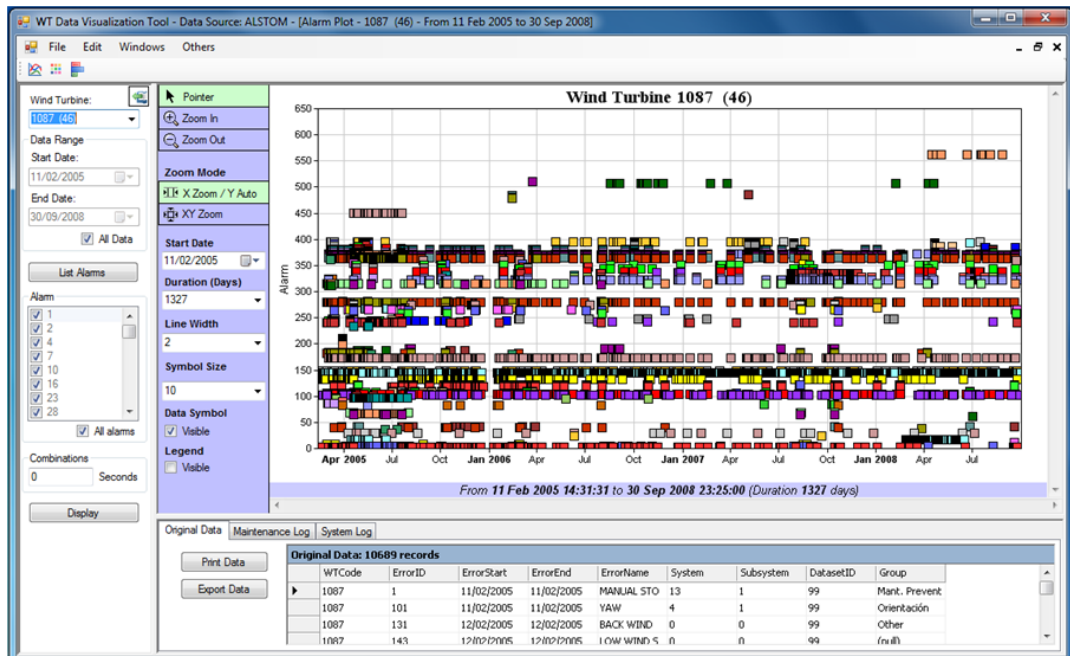 WT Data Visualization Tool - Data Source: ALSTOM - [Alarm Plot - 1087 (46) - From 11 Feb 2005 to 30 Sep 2008]
File Edit Windows Others
Wind Turbine:
1087 (46)
Data Range
Start Date:
11/02/2005
End Date:
30/09/2008
All Data
List Alarms
Alarm
1
2
4
7
10
16
23
28
All alarms
Combinations
0 Seconds
Display
Pointer
Zoom In
Zoom Out
Zoom Mode
X Zoom / Y Auto
XY Zoom
Start Date
11/02/2005
Duration (Days)
1327
Line Width
2
Symbol Size
10
Data Symbol
Visible
Legend
Visible
Wind Turbine 1087 (46)
650
600
550
500
450
400
350
300
250
200
150
100
50
0
Alarm
Apr 2005 Jul Oct Jan 2006 Apr Jul Oct Jan 2007 Apr Jul Oct Jan 2008 Apr Jul
From 11 Feb 2005 14:31:31 to 30 Sep 2008 23:25:00 (Duration 1327 days)
Original Data Maintenance Log System Log
Print Data
Export Data
Original Data: 10689 records
WTCode ErrorID ErrorStart ErrorEnd ErrorName System Subsystem DatasetID Group
1087 1 11/02/2005 11/02/2005 MANUAL STO 13 1 99 Mant. Prevent
1087 101 11/02/2005 11/02/2005 YAW 4 1 99 Orientación
1087 131 12/02/2005 12/02/2005 BACK WIND 0 0 99 Other
1087 143 12/02/2005 12/02/2005 LOW WIND S 0 0 99 (null)